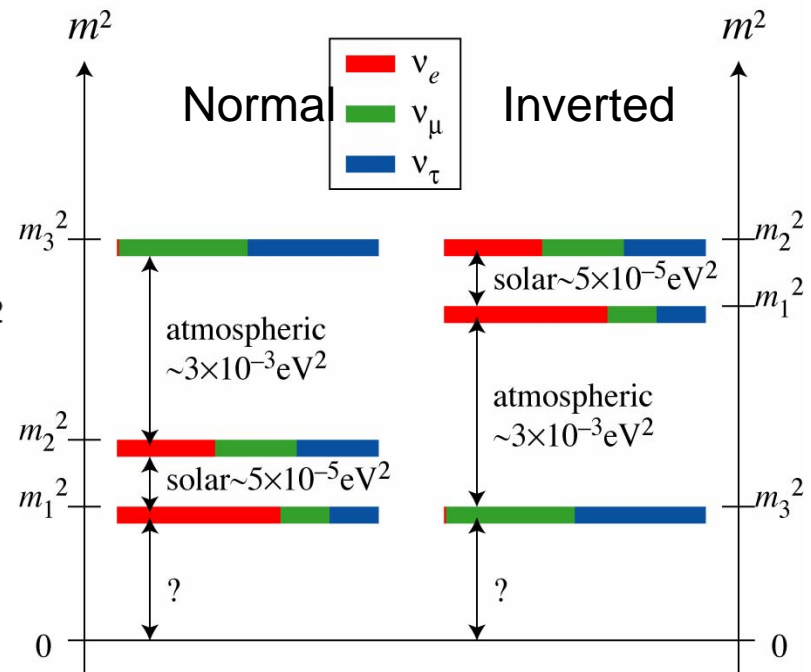 m²
m²
ν_e
ν_μ
ν_τ
Normal
Inverted
m₃²
m₂²
solar~5×10⁻⁵eV²
m₁²
2
atmospheric
~3×10⁻³eV²
atmospheric
~3×10⁻³eV²
m₂²
solar~5×10⁻⁵eV²
m₁²
m₃²
?
?
0
0